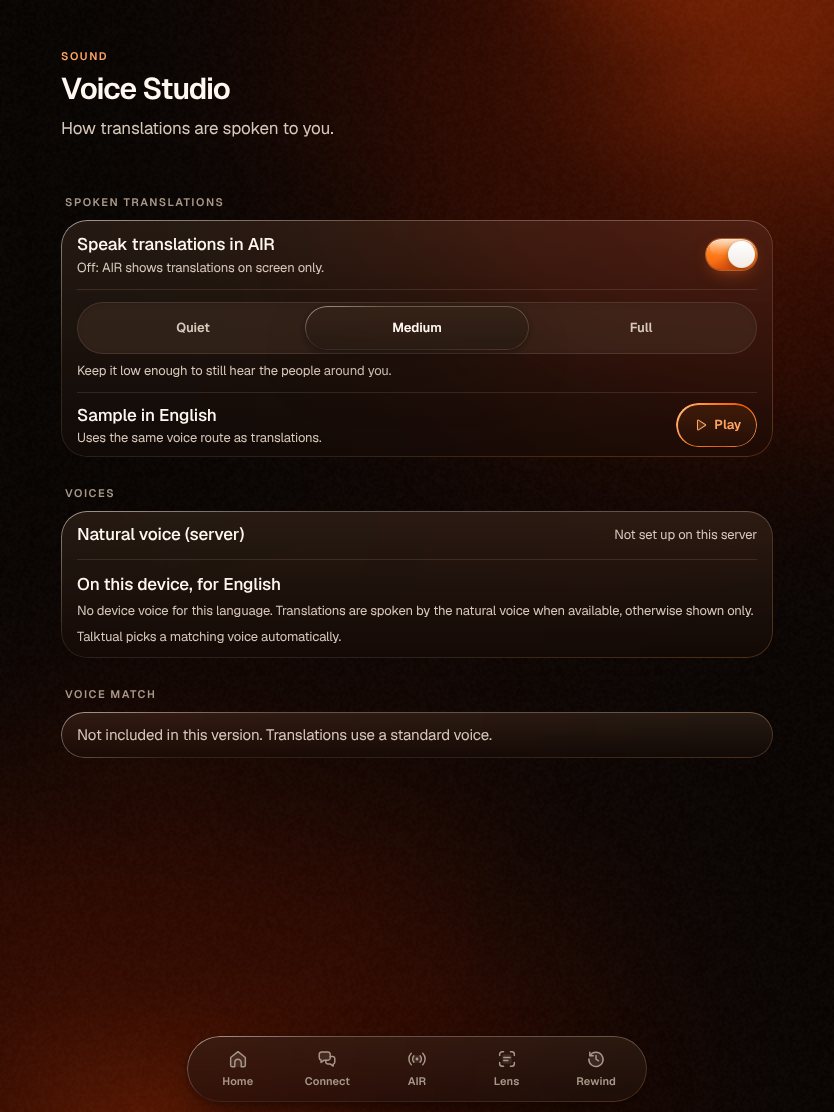 SOUND
Voice Studio
How translations are spoken to you.
SPOKEN TRANSLATIONS
Speak translations in AIR
Off: AIR shows translations on screen only.
Quiet Medium Full
Keep it low enough to still hear the people around you.
Sample in English
Uses the same voice route as translations.
Play
VOICES
Natural voice (server) Not set up on this server
On this device, for English
No device voice for this language. Translations are spoken by the natural voice when available, otherwise shown only.
Talktual picks a matching voice automatically.
VOICE MATCH
Not included in this version. Translations use a standard voice.
Home Connect AIR Lens Rewind